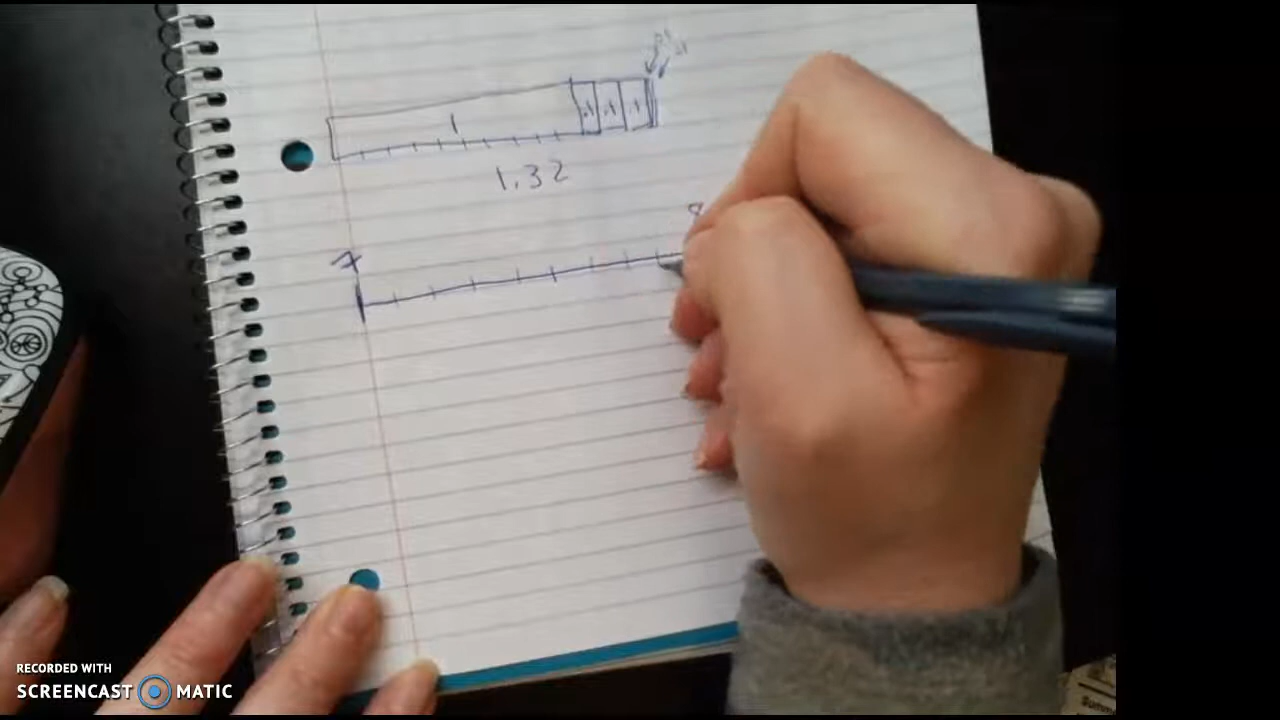 1
.1 .1 .1
1.32
7
8
RECORDED WITH
SCREENCAST MATIC